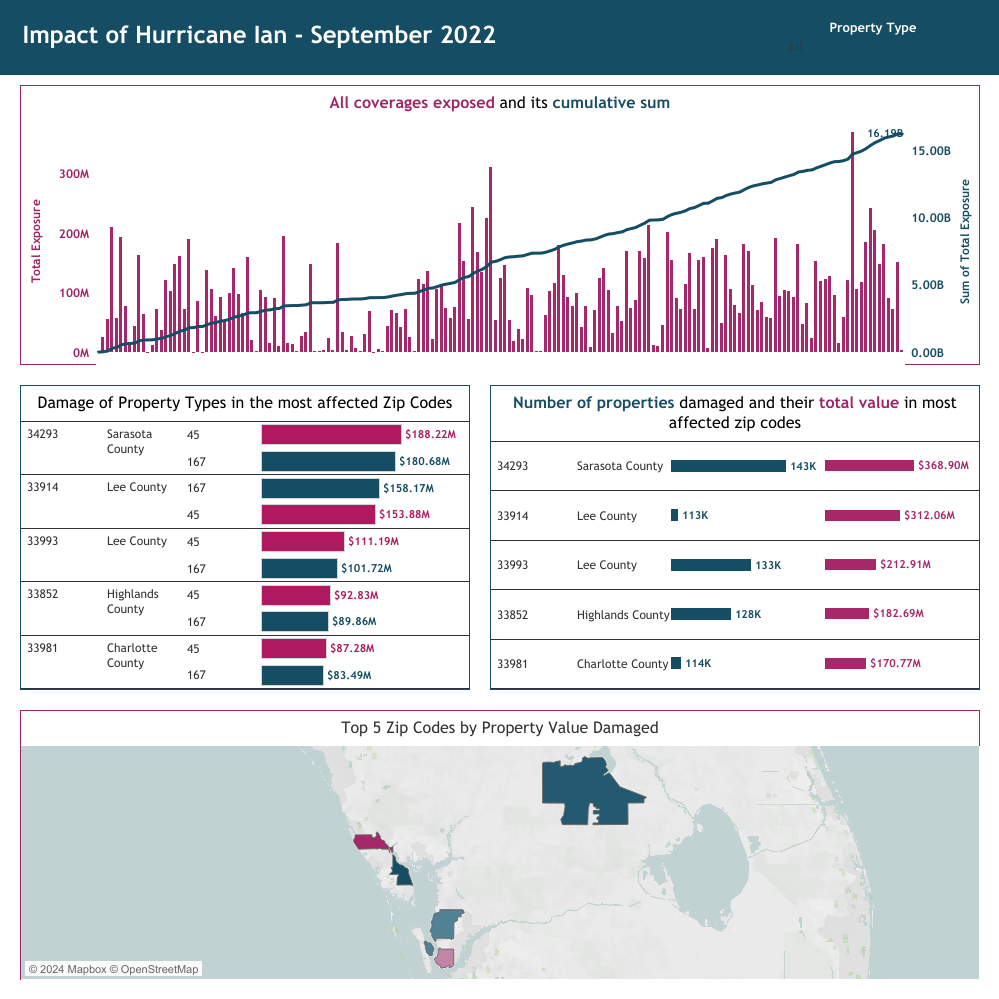 Impact of Hurricane Ian - September 2022
Property Type
All
All coverages exposed and its cumulative sum
16.19B
300M
200M
100M
0M
Total Exposure
15.00B
10.00B
5.00B
0.00B
Sum of Total Exposure
Damage of Property Types in the most affected Zip Codes
34293 Sarasota County 45 $188.22M
167 $180.68M
33914 Lee County 167 $158.17M
45 $153.88M
33993 Lee County 45 $111.19M
167 $101.72M
33852 Highlands County 45 $92.83M
167 $89.86M
33981 Charlotte County 45 $87.28M
167 $83.49M
Number of properties damaged and their total value in most
affected zip codes
34293 Sarasota County 143K $368.90M
33914 Lee County 113K $312.06M
33993 Lee County 133K $212.91M
33852 Highlands County 128K $182.69M
33981 Charlotte County 114K $170.77M
Top 5 Zip Codes by Property Value Damaged
© 2024 Mapbox © OpenStreetMap